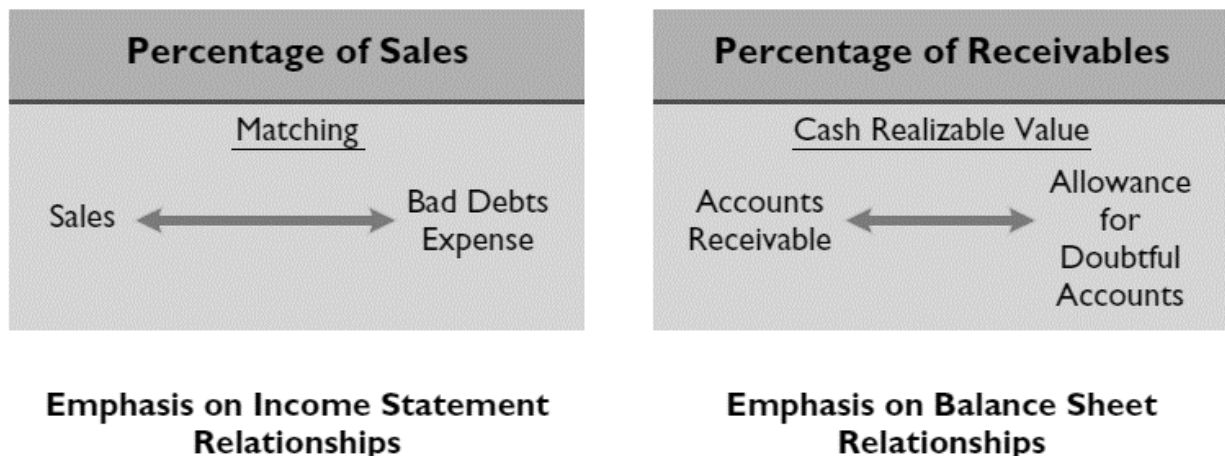 Percentage of Sales
Matching
Sales
Bad Debts
Expense
Emphasis on Income Statement
Relationships
Percentage of Receivables
Cash Realizable Value
Accounts
Receivable
Allowance
for
Doubtful
Accounts
Emphasis on Balance Sheet
Relationships